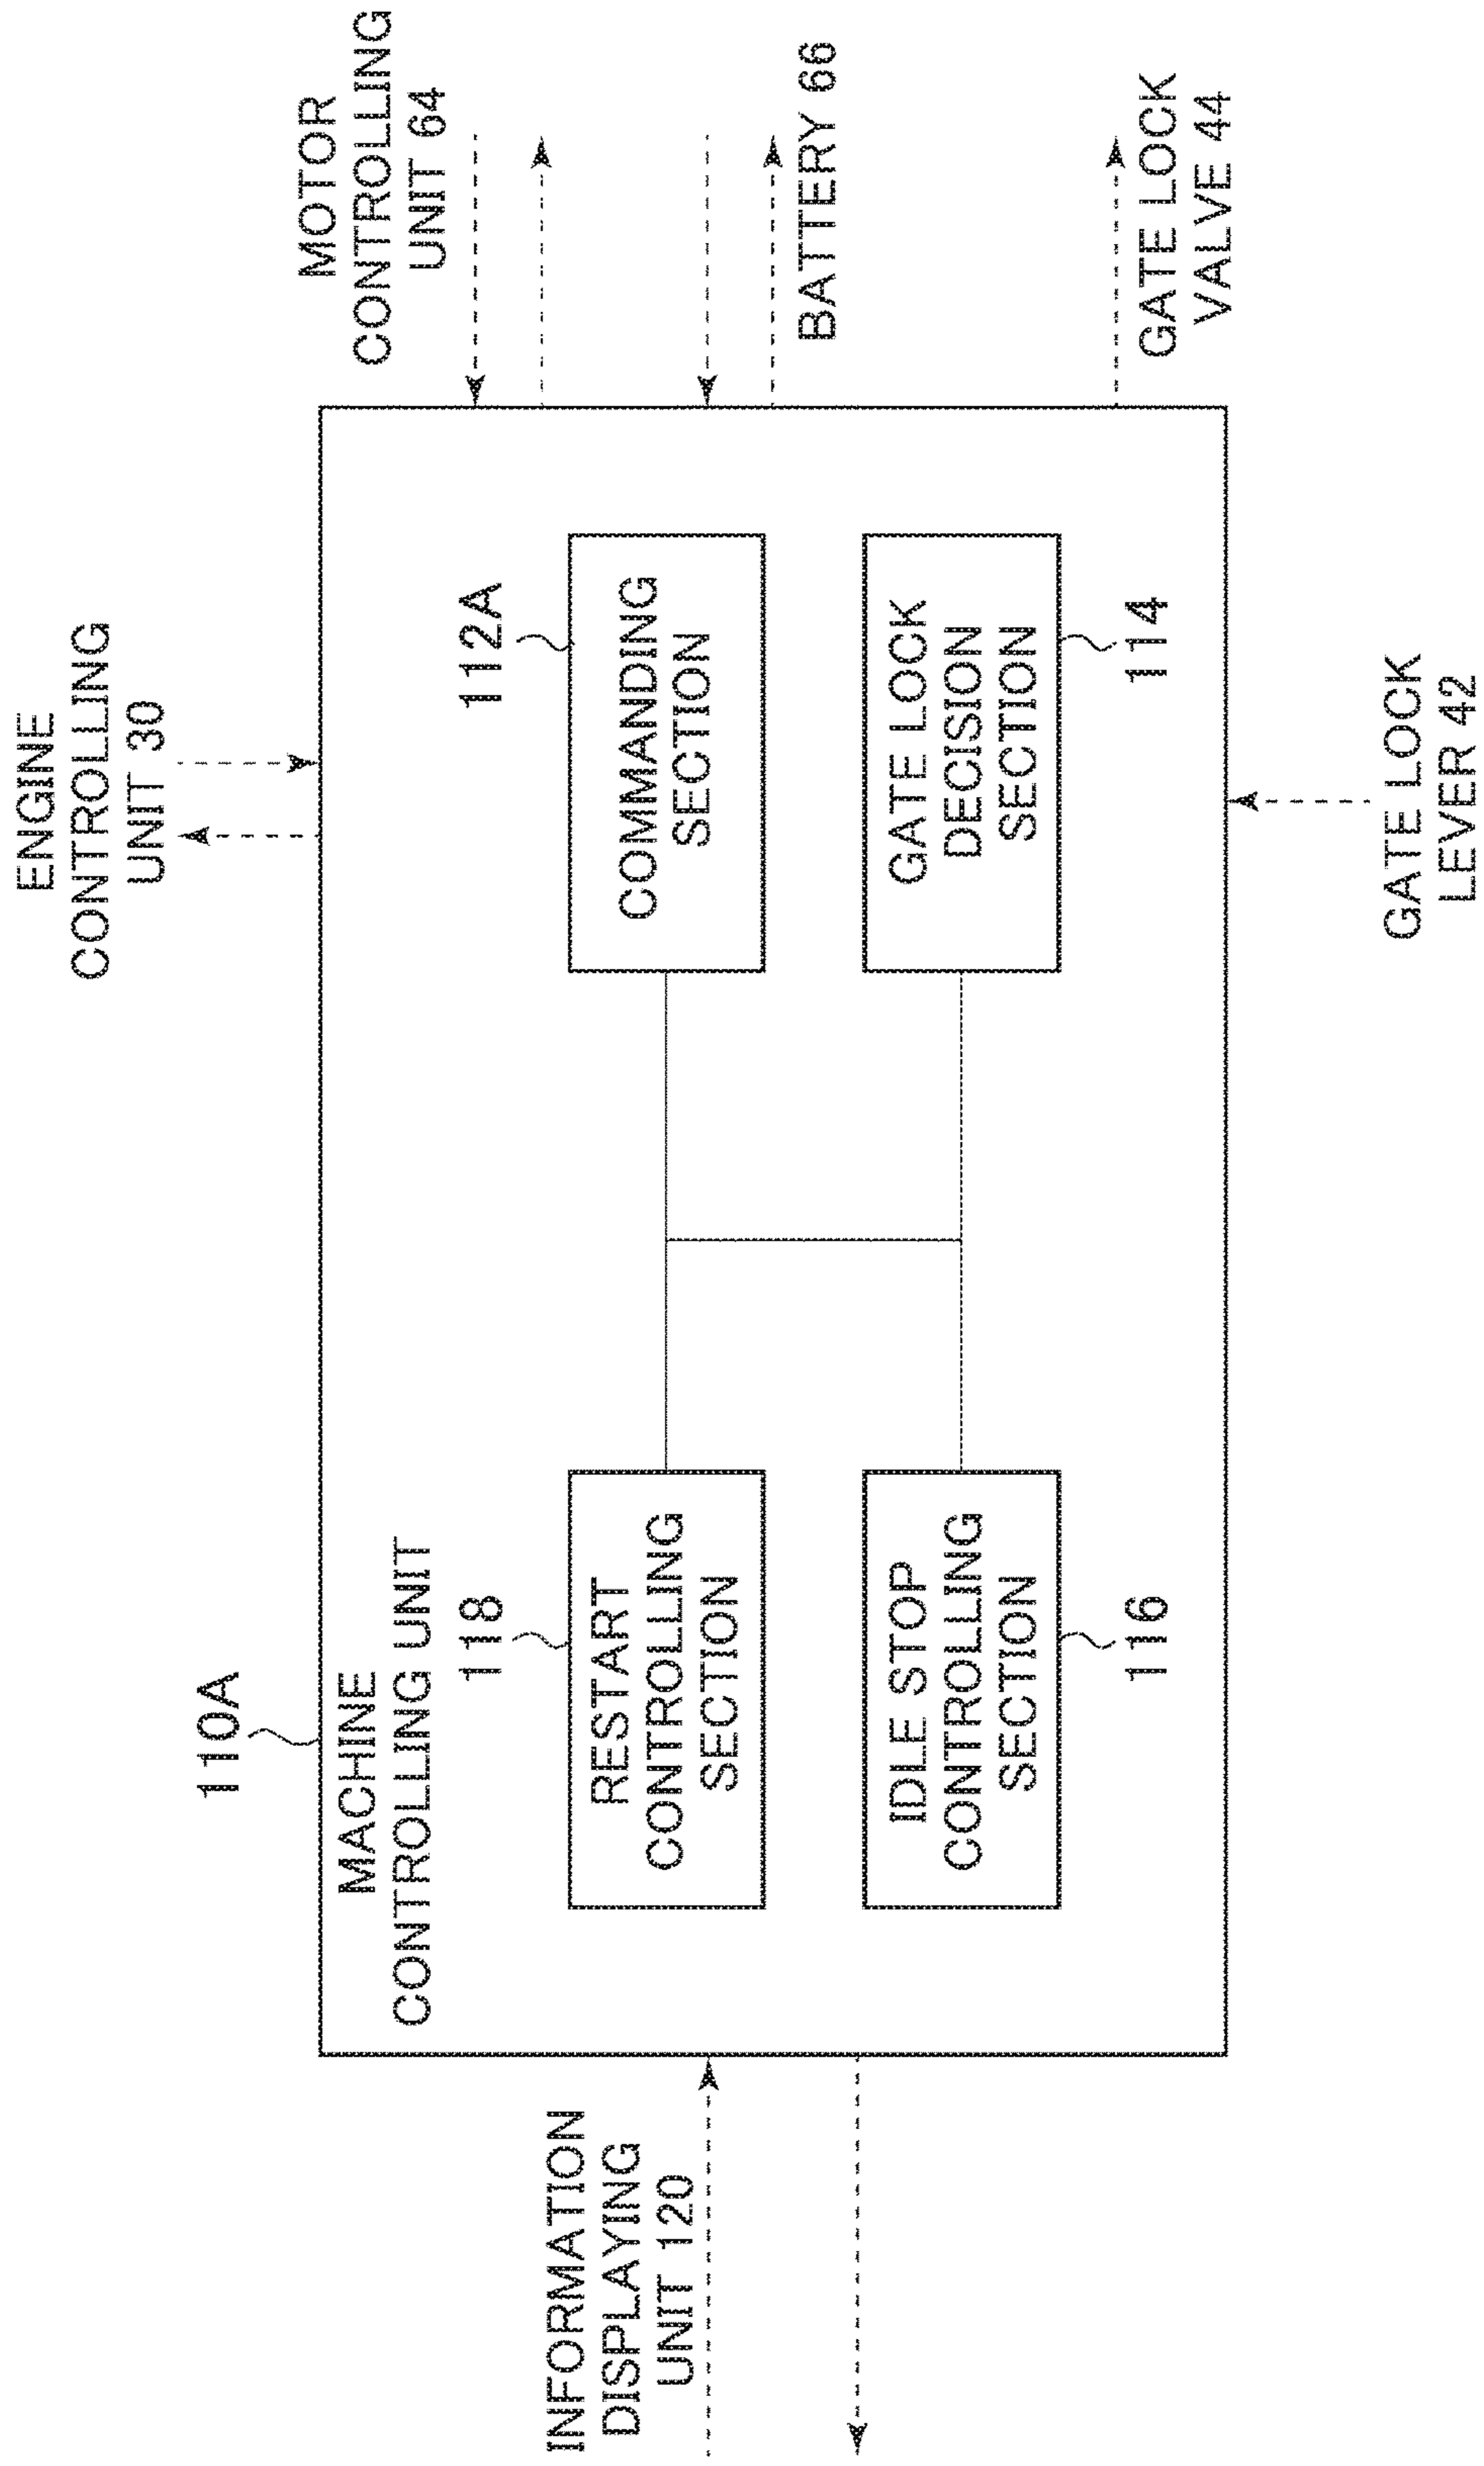 ENGINE
CONTROLLING
UNIT 30
110A
MACHINE
CONTROLLING UNIT
MOTOR
CONTROLLING
UNIT 64
118
112A
RESTART
CONTROLLING
SECTION
COMMANDING
SECTION
INFORMATION
DISPLAYING
UNIT 120
BATTERY 66
IDLE STOP
CONTROLLING
SECTION
GATE LOCK
DECISION
SECTION
116
114
GATE LOCK
VALVE 44
GATE LOCK
LEVER 42